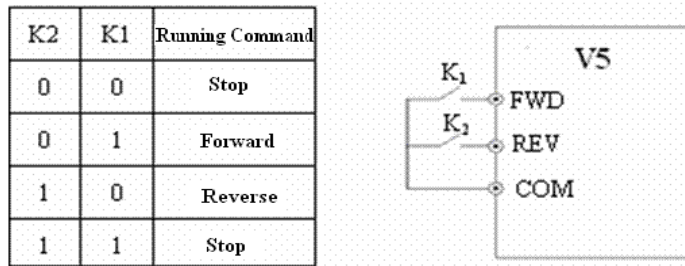 K2 K1 Running Command
0 0 Stop
0 1 Forward
1 0 Reverse
1 1 Stop
V5
K1
FWD
K2
REV
COM